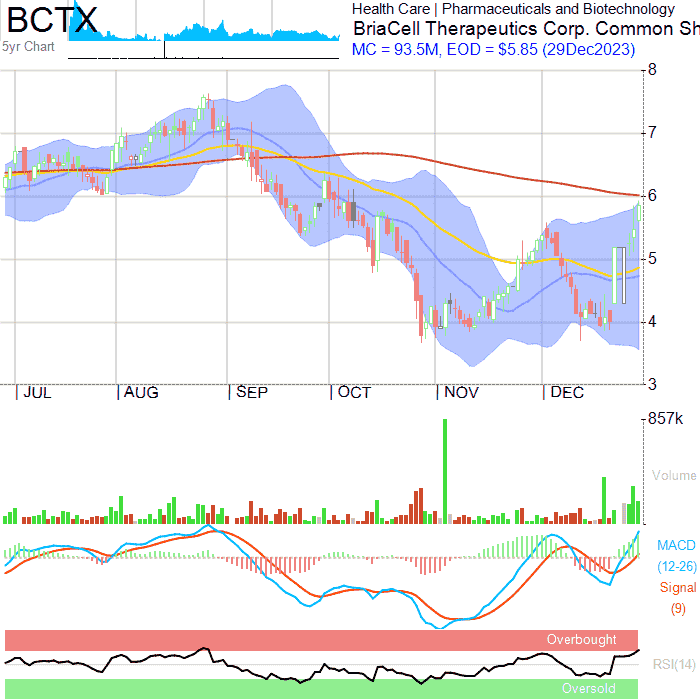 BCTX
5yr Chart
Health Care | Pharmaceuticals and Biotechnology
BriaCell Therapeutics Corp. Common Sh
MC = 93.5M, EOD = $5.85 (29Dec2023)
8
7
6
5
4
3
JUL AUG SEP OCT NOV DEC
857k
Volume
MACD
(12-26)
Signal
(9)
Overbought
RSI(14)
Oversold